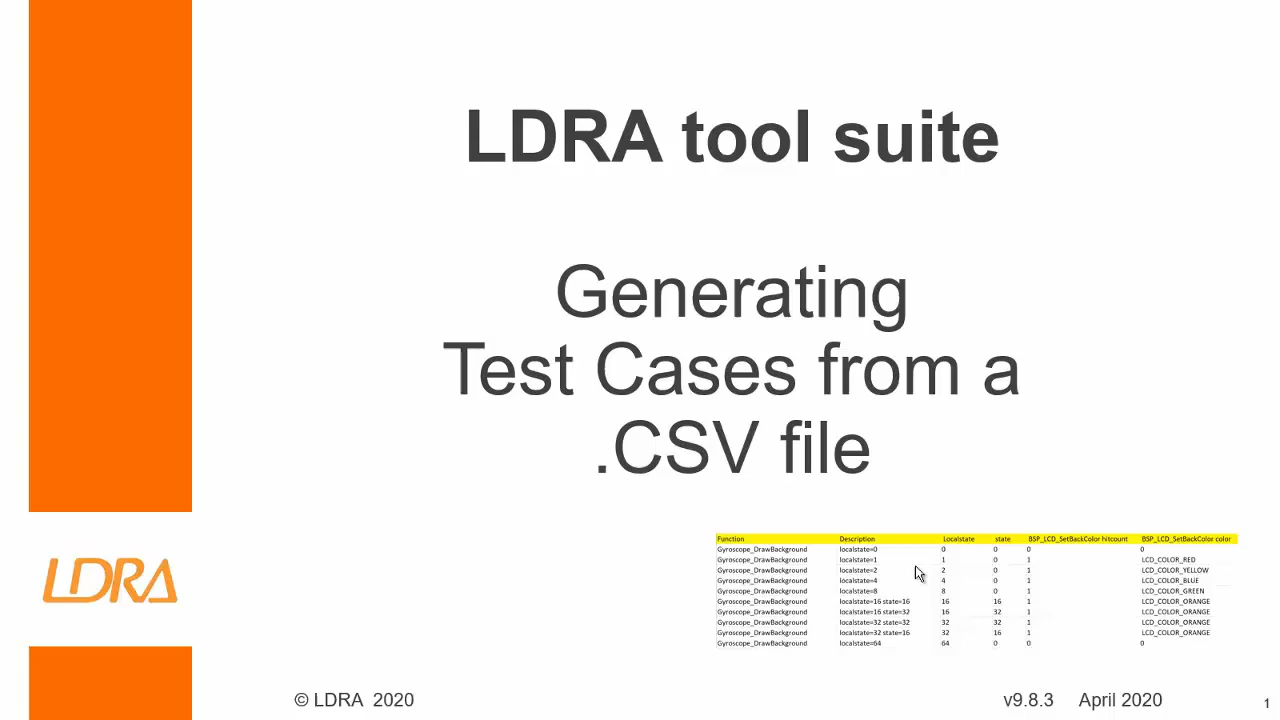 LDRA tool suite
Generating
Test Cases from a
.CSV file
LDRA
Function Description Localstate state BSP_LCD_SetBackColor hitcount BSP_LCD_SetBackColor color
Gyroscope_DrawBackground localstate=0 0 0 0 0
Gyroscope_DrawBackground localstate=1 1 0 1 LCD_COLOR_RED
Gyroscope_DrawBackground localstate=2 2 0 1 LCD_COLOR_YELLOW
Gyroscope_DrawBackground localstate=4 4 0 1 LCD_COLOR_BLUE
Gyroscope_DrawBackground localstate=8 8 0 1 LCD_COLOR_GREEN
Gyroscope_DrawBackground localstate=16 state=16 16 16 1 LCD_COLOR_ORANGE
Gyroscope_DrawBackground localstate=16 state=32 16 32 1 LCD_COLOR_ORANGE
Gyroscope_DrawBackground localstate=32 state=32 32 32 1 LCD_COLOR_ORANGE
Gyroscope_DrawBackground localstate=32 state=16 32 16 1 LCD_COLOR_ORANGE
Gyroscope_DrawBackground localstate=64 64 0 0 0
© LDRA 2020 v9.8.3 April 2020 1